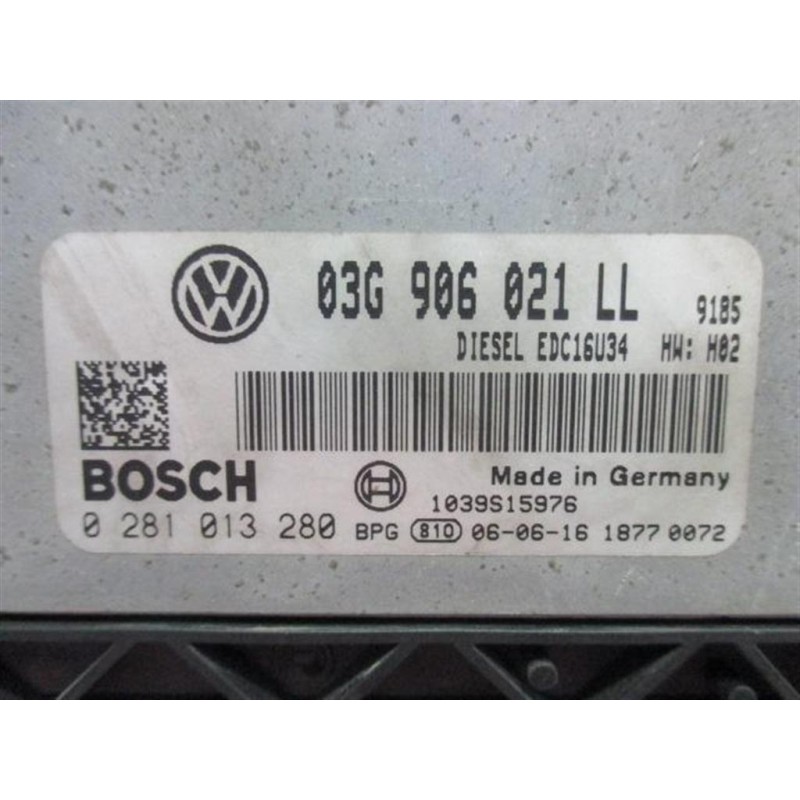 03G 906 021 LL 9185
DIESEL EDC16U34 HW: H02
BOSCH
Made in Germany
1039S15976
0 281 013 280 BPG 810 06-06-16 1877 0072